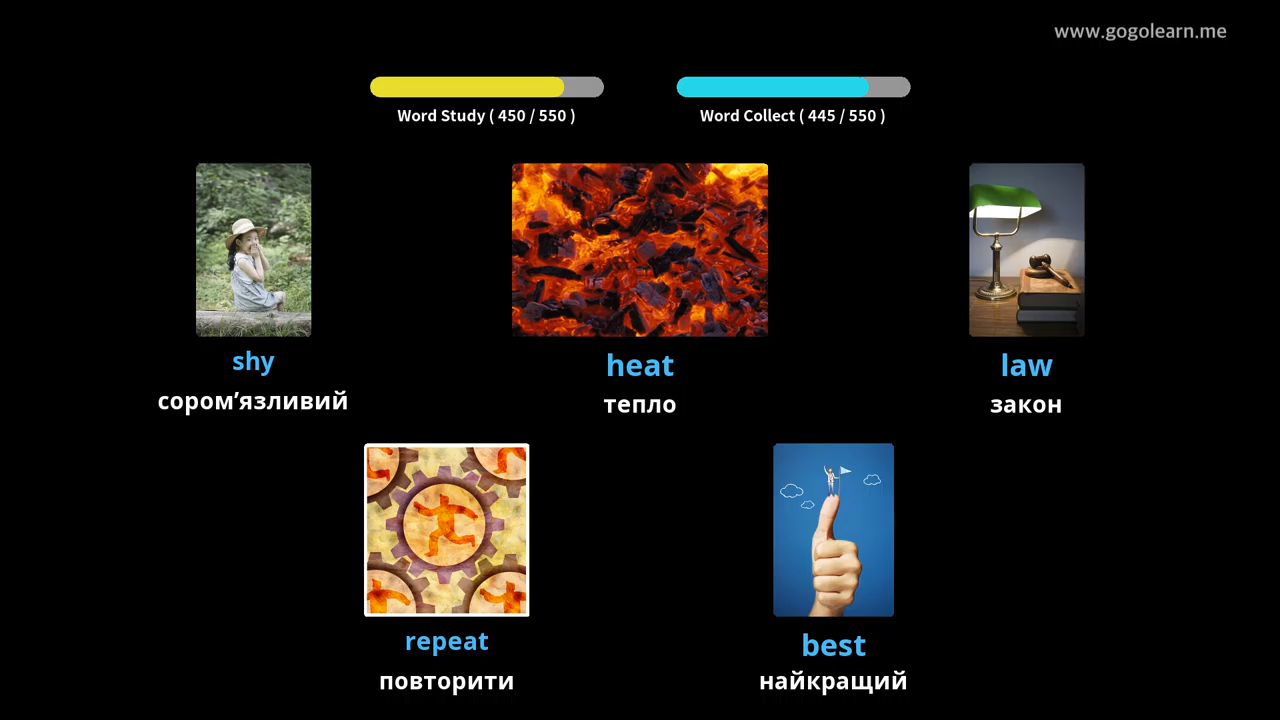 www.gogolearn.me
Word Study ( 450 / 550 )
Word Collect ( 445 / 550 )
shy
сором’язливий
heat
тепло
law
закон
repeat
повторити
best
найкращий